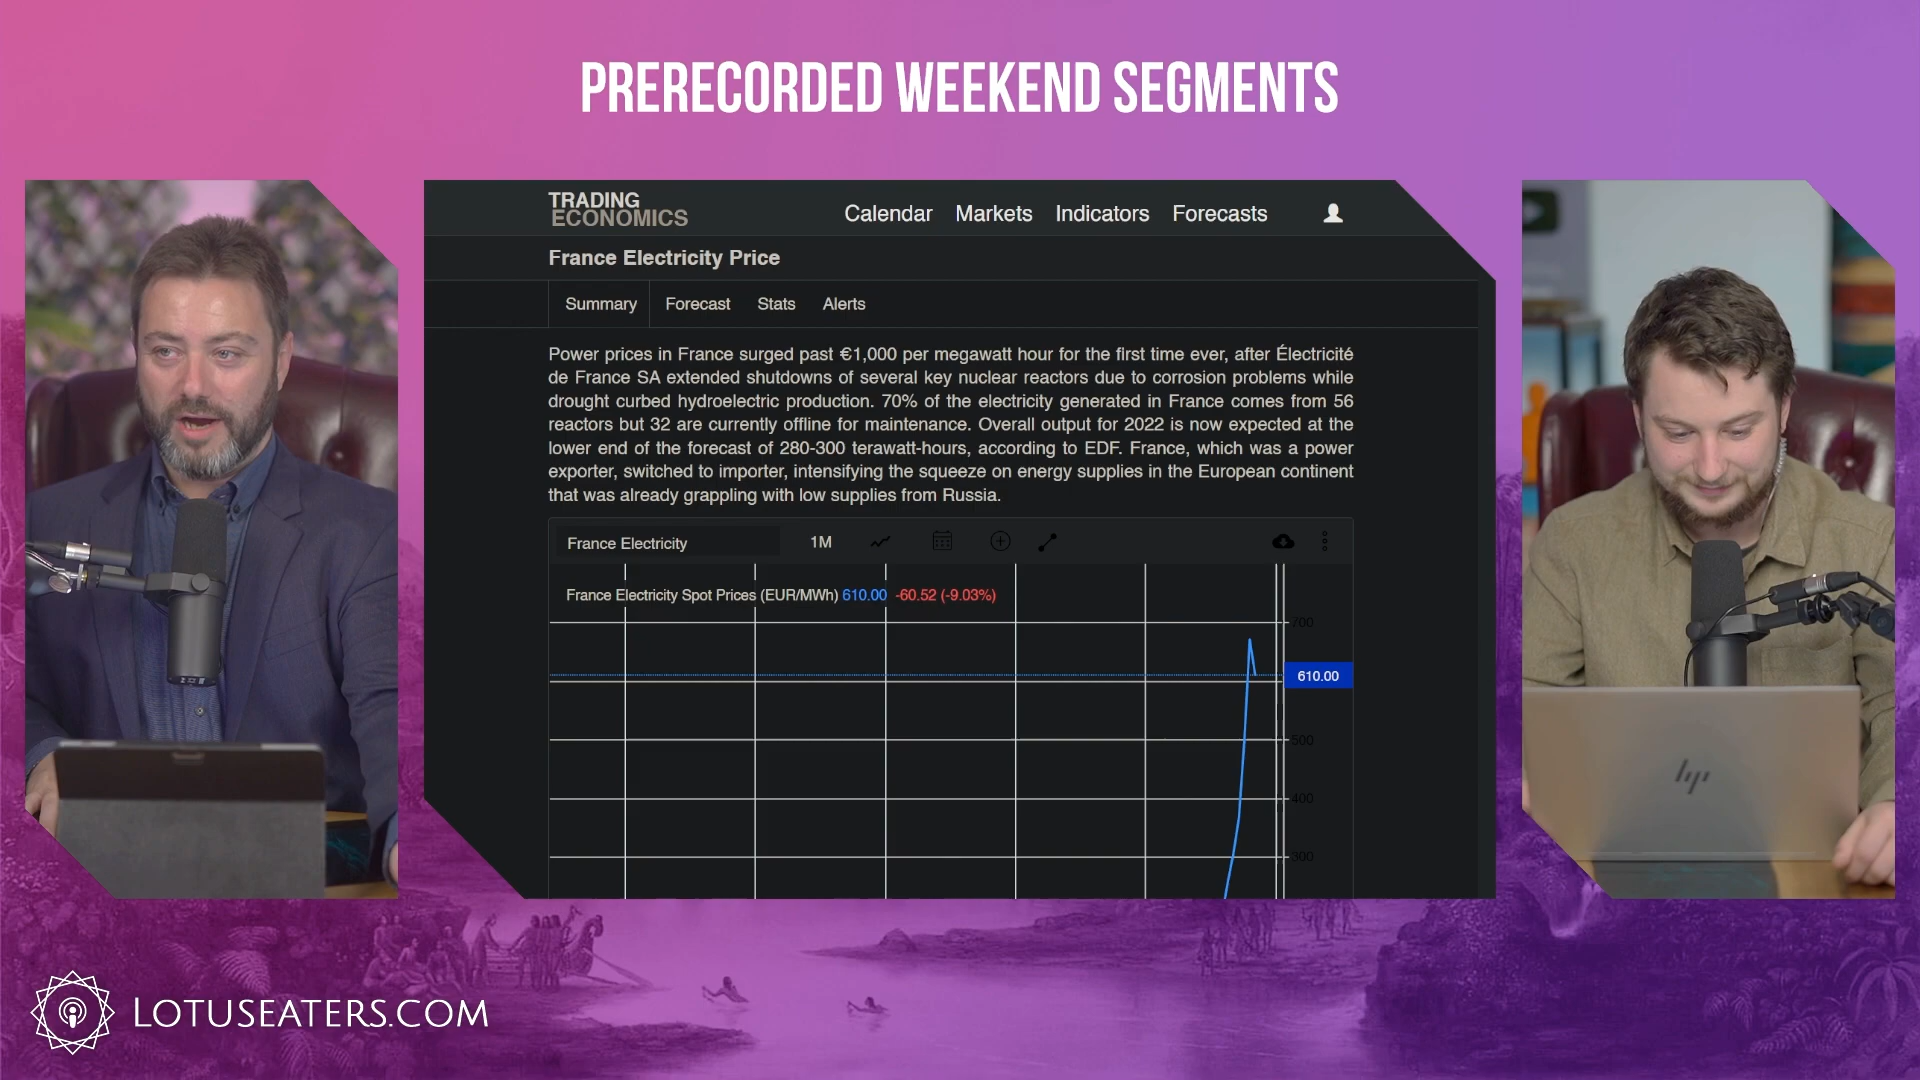 PRERECORDED WEEKEND SEGMENTS
TRADING
ECONOMICS
Calendar Markets Indicators Forecasts
France Electricity Price
Summary Forecast Stats Alerts
Power prices in France surged past €1,000 per megawatt hour for the first time ever, after Électricité
de France SA extended shutdowns of several key nuclear reactors due to corrosion problems while
drought curbed hydroelectric production. 70% of the electricity generated in France comes from 56
reactors but 32 are currently offline for maintenance. Overall output for 2022 is now expected at the
lower end of the forecast of 280-300 terawatt-hours, according to EDF. France, which was a power
exporter, switched to importer, intensifying the squeeze on energy supplies in the European continent
that was already grappling with low supplies from Russia.
France Electricity 1M
France Electricity Spot Prices (EUR/MWh) 610.00 -60.52 (-9.03%)
700
610.00
500
400
300
hp
LOTUSEATERS.COM